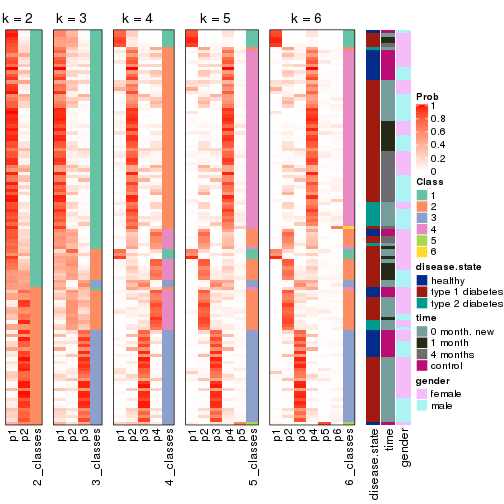 k = 2 k = 3 k = 4 k = 5 k = 6
Prob
1
0.8
0.6
0.4
0.2
0
Class
1
2
3
4
5
6
disease.state
healthy
type 1 diabetes
type 2 diabetes
time
0 month. new
1 month
4 months
control
gender
female
male
p1 p2 2_classes p1 p2 p3 3_classes p1 p2 p3 p4 4_classes p1 p2 p3 p4 p5 5_classes p1 p2 p3 p4 p5 p6 6_classes disease.state time gender